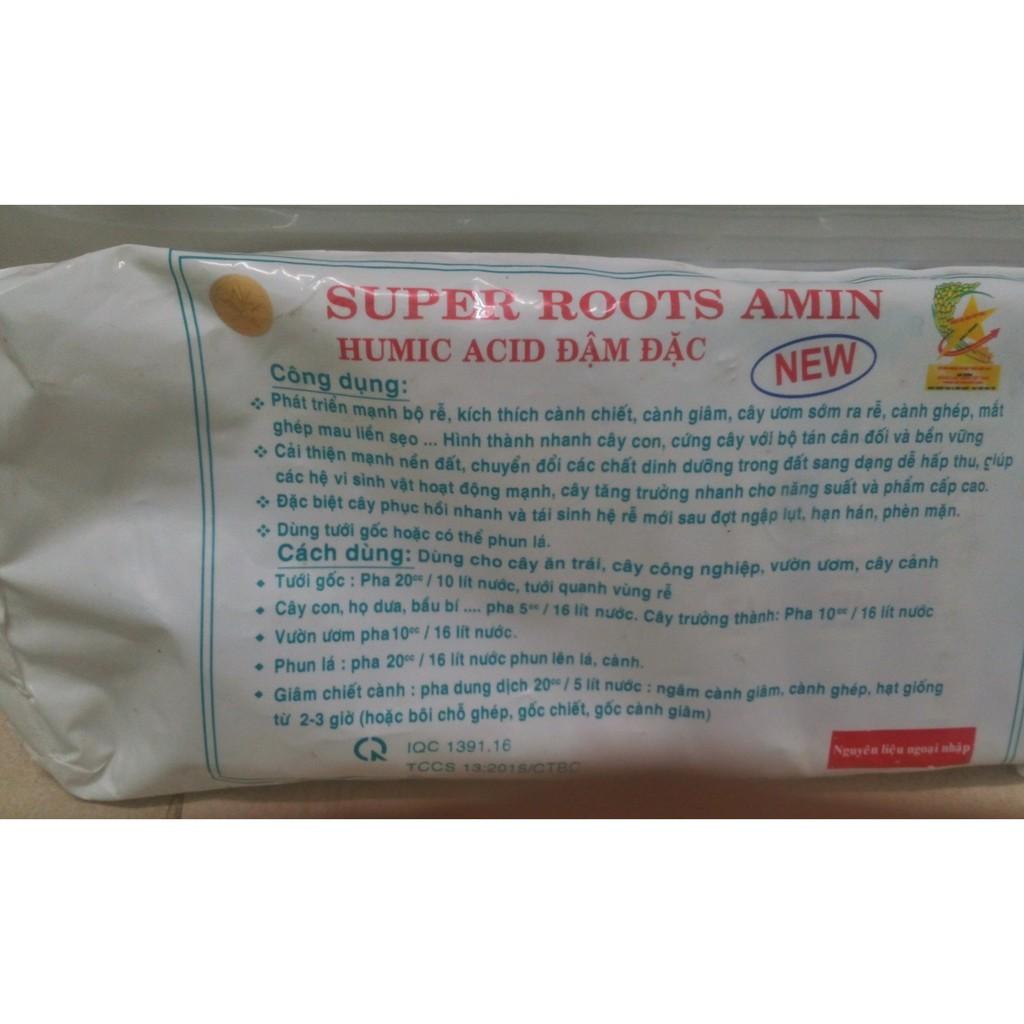 SUPER ROOTS AMIN
HUMIC ACID ĐẬM ĐẶC
NEW
Công dụng:
❖ Phát triển mạnh bộ rễ, kích thích cành chiết, cành giâm, cây ươm sớm ra rễ, cành ghép, mắt
ghép mau liền sẹo ... Hình thành nhanh cây con, cứng cây với bộ tán cân đối và bền vững
❖ Cải thiện mạnh nền đất, chuyển đổi các chất dinh dưỡng trong đất sang dạng dễ hấp thu, giúp
các hệ vi sinh vật hoạt động mạnh, cây tăng trưởng nhanh cho năng suất và phẩm cấp cao.
❖ Đặc biệt cây phục hồi nhanh và tái sinh hệ rễ mới sau đợt ngập lụt, hạn hán, phèn mặn.
❖ Dùng tưới gốc hoặc có thể phun lá.
Cách dùng: Dùng cho cây ăn trái, cây công nghiệp, vườn ươm, cây cảnh
◆ Tưới gốc : Pha 20cc / 10 lít nước, tưới quanh vùng rễ
◆ Cây con, họ dưa, bầu bí .... pha 5cc / 16 lít nước. Cây trưởng thành: Pha 10cc / 16 lít nước
◆ Vườn ươm pha 10cc / 16 lít nước.
◆ Phun lá : pha 20cc / 16 lít nước phun lên lá, cành.
◆ Giâm chiết cành : pha dung dịch 20cc / 5 lít nước : ngâm cành giâm, cành ghép, hạt giống
từ 2-3 giờ (hoặc bôi chỗ ghép, gốc chiết, gốc cành giâm)
IQC 1391.16
TCCS 13:2015/CTBC
Nguyên liệu ngoại nhập